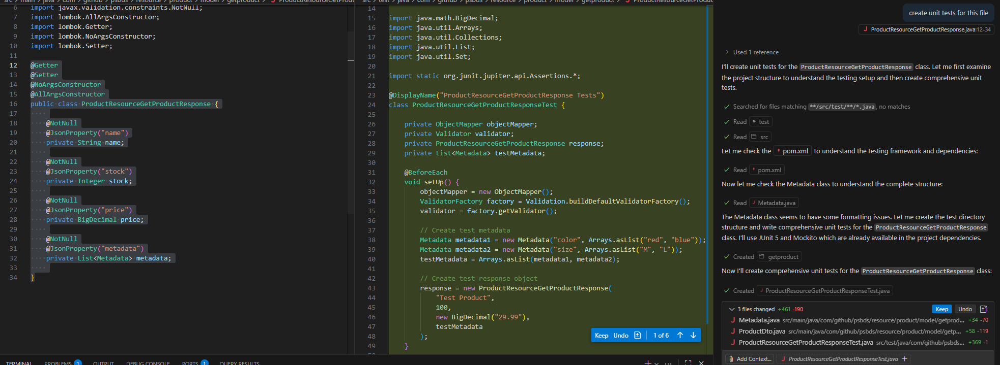 src > main > java > com > github > psbds > resource > product > model > getproduct > J ProductResourceGetProduct
6 import javax.validation.constraints.NotNull;
7 import lombok.AllArgsConstructor;
8 import lombok.Getter;
9 import lombok.NoArgsConstructor;
10 import lombok.Setter;
11
12 @Getter
13 @Setter
14 @NoArgsConstructor
15 @AllArgsConstructor
16 public class ProductResourceGetProductResponse {
17
18 @NotNull
19 @JsonProperty("name")
20 private String name;
21
22 @NotNull
23 @JsonProperty("stock")
24 private Integer stock;
25
26 @NotNull
27 @JsonProperty("price")
28 private BigDecimal price;
29
30 @NotNull
31 @JsonProperty("metadata")
32 private List<Metadata> metadata;
33
34 }
src > test > java > com > github > psbds > resource > product > model > getproduct > J ProductResourceGetProduc
14
15 import java.math.BigDecimal;
16 import java.util.Arrays;
17 import java.util.Collections;
18 import java.util.List;
19 import java.util.Set;
20
21 import static org.junit.jupiter.api.Assertions.*;
22
23 @DisplayName("ProductResourceGetProductResponse Tests")
24 class ProductResourceGetProductResponseTest {
25
26 private ObjectMapper objectMapper;
27 private Validator validator;
28 private ProductResourceGetProductResponse response;
29 private List<Metadata> testMetadata;
30
31 @BeforeEach
32 void setUp() {
33 objectMapper = new ObjectMapper();
34 ValidatorFactory factory = Validation.buildDefaultValidatorFactory();
35 validator = factory.getValidator();
36
37 // Create test metadata
38 Metadata metadata1 = new Metadata("color", Arrays.asList("red", "blue"));
39 Metadata metadata2 = new Metadata("size", Arrays.asList("M", "L"));
40 testMetadata = Arrays.asList(metadata1, metadata2);
41
42 // Create test response object
43 response = new ProductResourceGetProductResponse(
44 "Test Product",
45 100,
46 new BigDecimal("29.99"),
47 testMetadata
48 );
49 }
Keep Undo 1 of 6
create unit tests for this file
J ProductResourceGetProductResponse.java:12-34
Used 1 reference
I'll create unit tests for the ProductResourceGetProductResponse class. Let me first examine
the project structure to understand the testing setup and then create comprehensive unit
tests.
Searched for files matching **/src/test/**/*.java, no matches
Read test
Read src
Let me check the pom.xml to understand the testing framework and dependencies:
Read pom.xml
Now let me check the Metadata class to understand the complete structure:
Read J Metadata.java
The Metadata class seems to have some formatting issues. Let me create the test directory
structure and write comprehensive unit tests for the ProductResourceGetProductResponse
class. I'll use JUnit 5 and Mockito which are already available in the project dependencies.
Created getproduct
Now I'll create comprehensive unit tests for the ProductResourceGetProductResponse class:
Created J ProductResourceGetProductResponseTest.java
3 files changed +461 -190 Keep Undo
J Metadata.java src/main/java/com/github/psbds/resource/product/model/getprod... +34 -70
J ProductDto.java src/main/java/com/github/psbds/resource/product/model/getp... +58 -119
J ProductResourceGetProductResponseTest.java src/test/java/com/github/psbds... +369 -1
Add Context... J ProductResourceGetProductResponseTest.java +
TERMINAL PROBLEMS 1 OUTPUT DEBUG CONSOLE PORTS 1 QUERY RESULTS